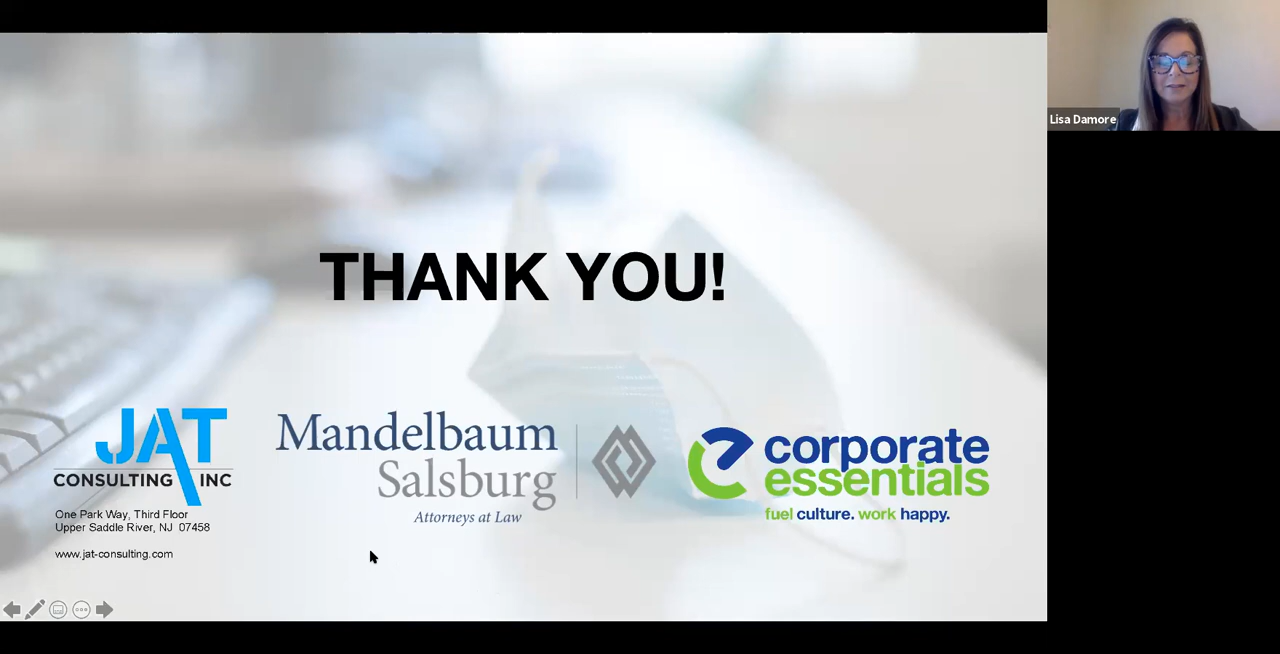 Lisa Damore
THANK YOU!
JAT
CONSULTING INC
One Park Way, Third Floor
Upper Saddle River, NJ 07458
www.jat-consulting.com
Mandelbaum
Salsburg
Attorneys at Law
corporate
essentials
fuel culture. work happy.